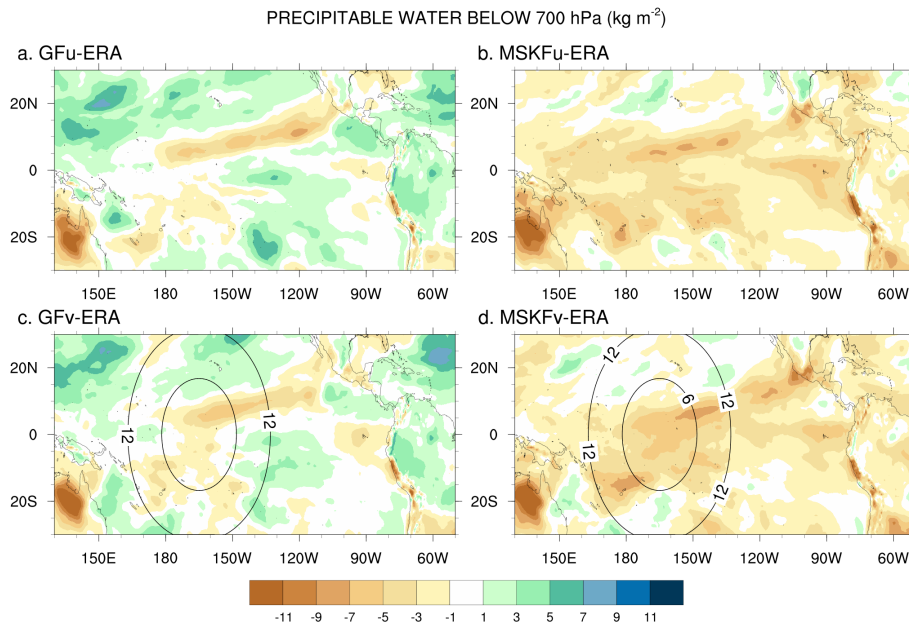 PRECIPITABLE WATER BELOW 700 hPa (kg m-2)
a. GFu-ERA
b. MSKFu-ERA
20N
0
20S
20N
0
20S
150E 180 150W 120W 90W 60W
150E 180 150W 120W 90W 60W
c. GFv-ERA
d. MSKFv-ERA
20N
0
20S
12
12
20N
0
20S
12
6
12
12
12
150E 180 150W 120W 90W 60W
150E 180 150W 120W 90W 60W
-11 -9 -7 -5 -3 -1 1 3 5 7 9 11